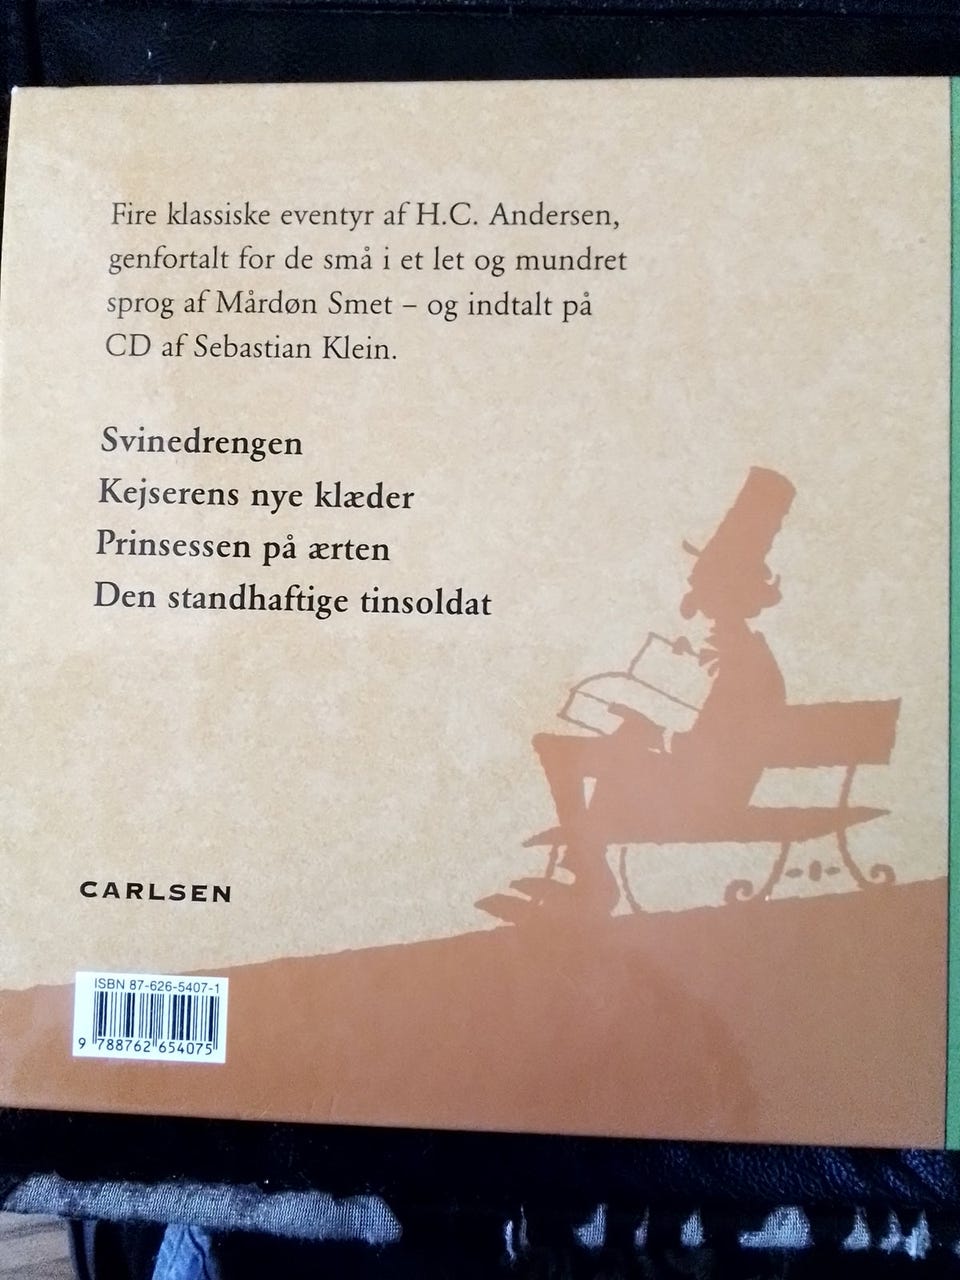 Fire klassiske eventyr af H.C. Andersen,
genfortalt for de små i et let og mundret
sprog af Mårdøn Smet – og indtalt på
CD af Sebastian Klein.
Svinedrengen
Kejserens nye klæder
Prinsessen på ærten
Den standhaftige tinsoldat
CARLSEN
ISBN 87-626-5407-1
9 788762 654075